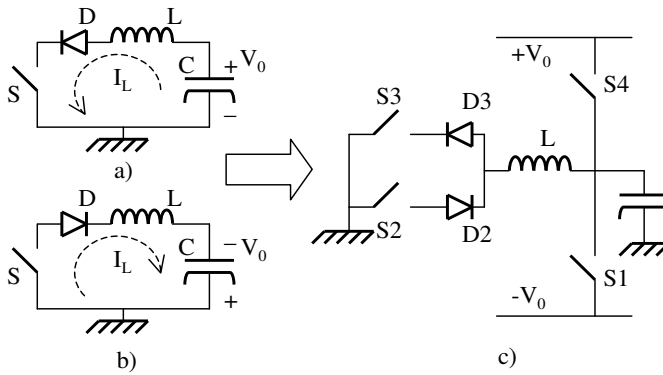 D
L
S
I_L
C
+
V_0
−
a)
D
L
S
I_L
C
−
V_0
+
b)
S3
D3
S2
D2
L
+V_0
S4
S1
-V_0
c)